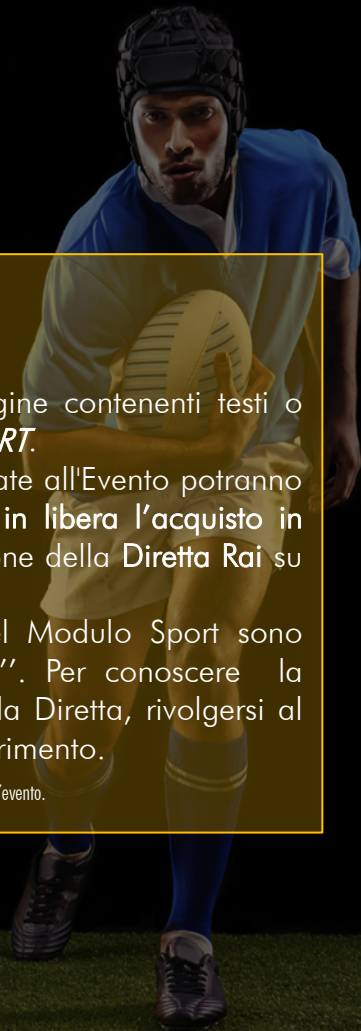 gine contenenti testi o
RT.
ate all'Evento potranno
in libera l’acquisto in
ne della Diretta Rai su
el Modulo Sport sono
’’. Per conoscere la
la Diretta, rivolgersi al
rimento.
l’evento.